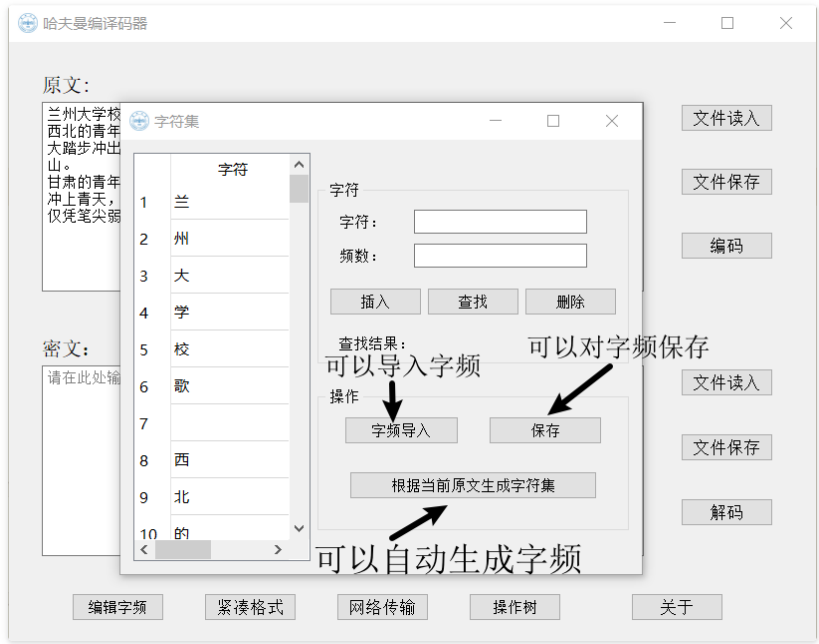 哈夫曼编译码器
原文：
兰州大学校
西北的青年
大踏步冲出
山。
甘肃的青年
冲上青天，
仅凭笔尖弱
文件读入
文件保存
编码
字符集
字符
1 兰
2 州
3 大
4 学
5 校
6 歌
7
8 西
9 北
10 的
字符
字符：
频数：
插入 查找 删除
查找结果：
可以导入字频
可以对字频保存
操作
字频导入 保存
根据当前原文生成字符集
可以自动生成字频
密文：
请在此处输
文件读入
文件保存
解码
编辑字频 紧凑格式 网络传输 操作树 关于